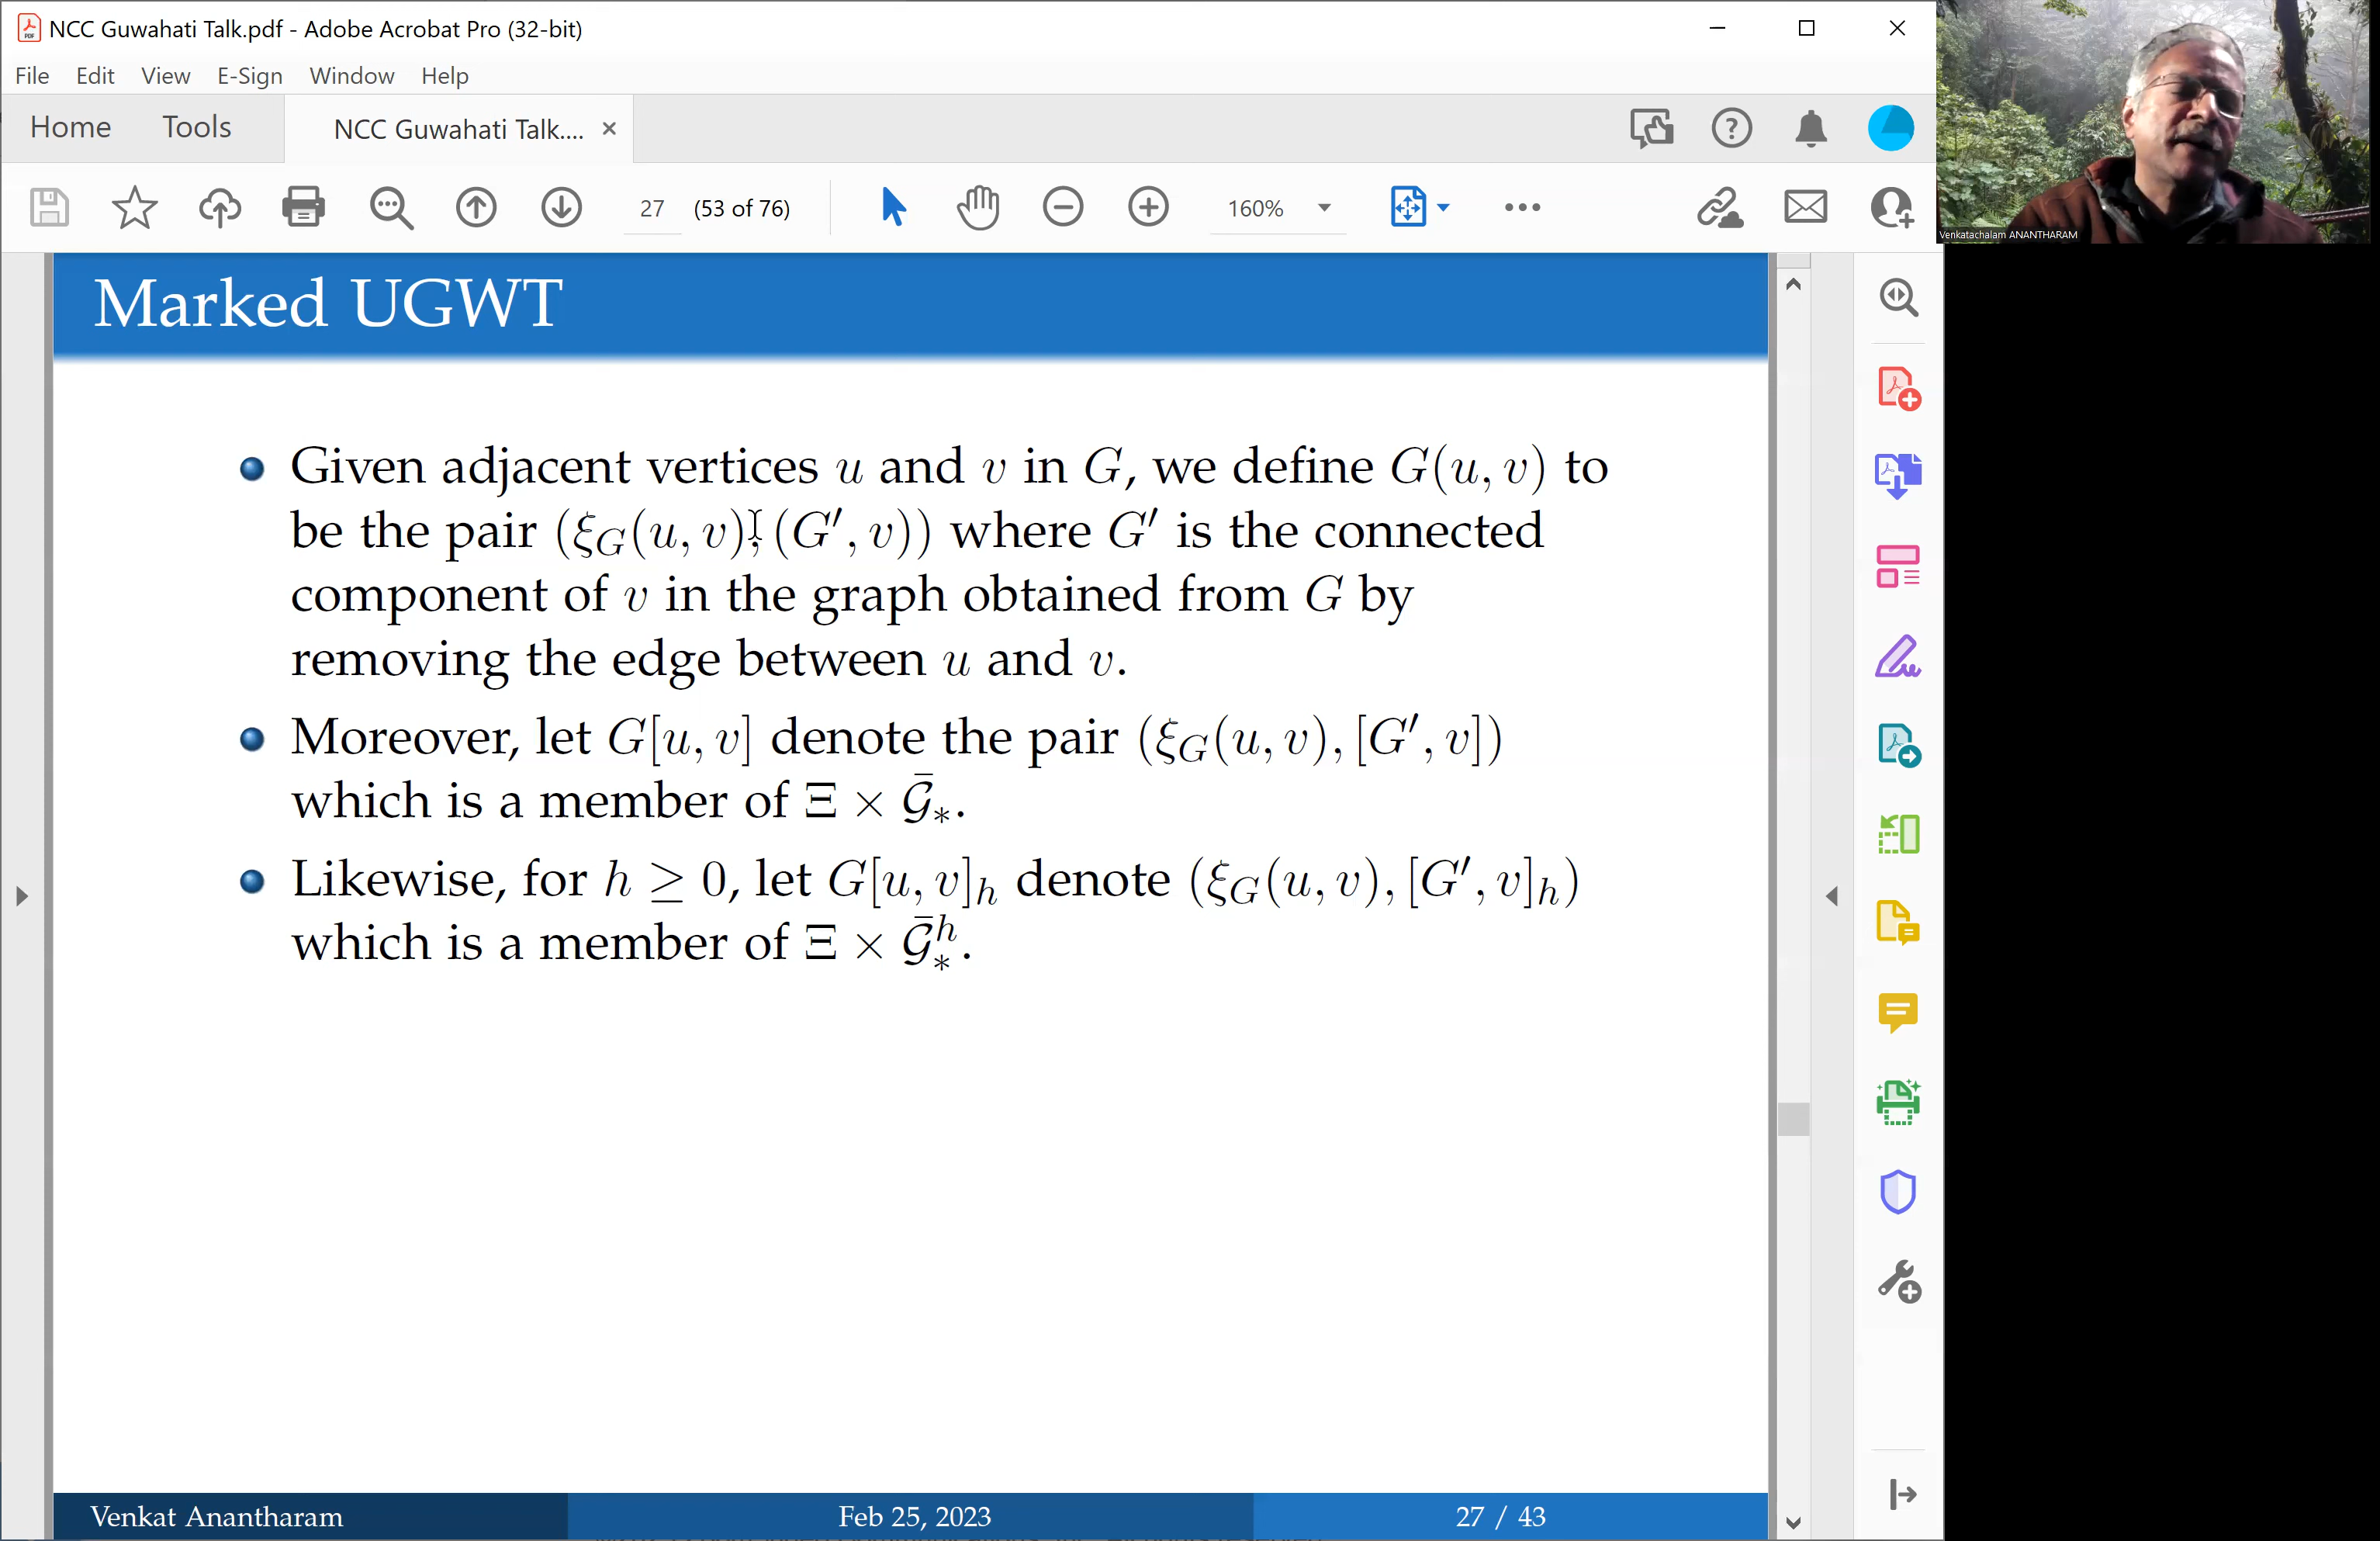 NCC Guwahati Talk.pdf - Adobe Acrobat Pro (32-bit)
File Edit View E-Sign Window Help
Home Tools NCC Guwahati Talk.... ×
27 (53 of 76) 160%
Venkatachalam ANANTHARAM
Marked UGWT
Given adjacent vertices u and v in G, we define G(u, v) to
be the pair (ξ_G(u, v), (G′, v)) where G′ is the connected
component of v in the graph obtained from G by
removing the edge between u and v.
Moreover, let G[u, v] denote the pair (ξ_G(u, v), [G′, v])
which is a member of Ξ × 𝒢̄_*.
Likewise, for h ≥ 0, let G[u, v]_h denote (ξ_G(u, v), [G′, v]_h)
which is a member of Ξ × 𝒢̄_*^h.
Venkat Anantharam Feb 25, 2023 27 / 43